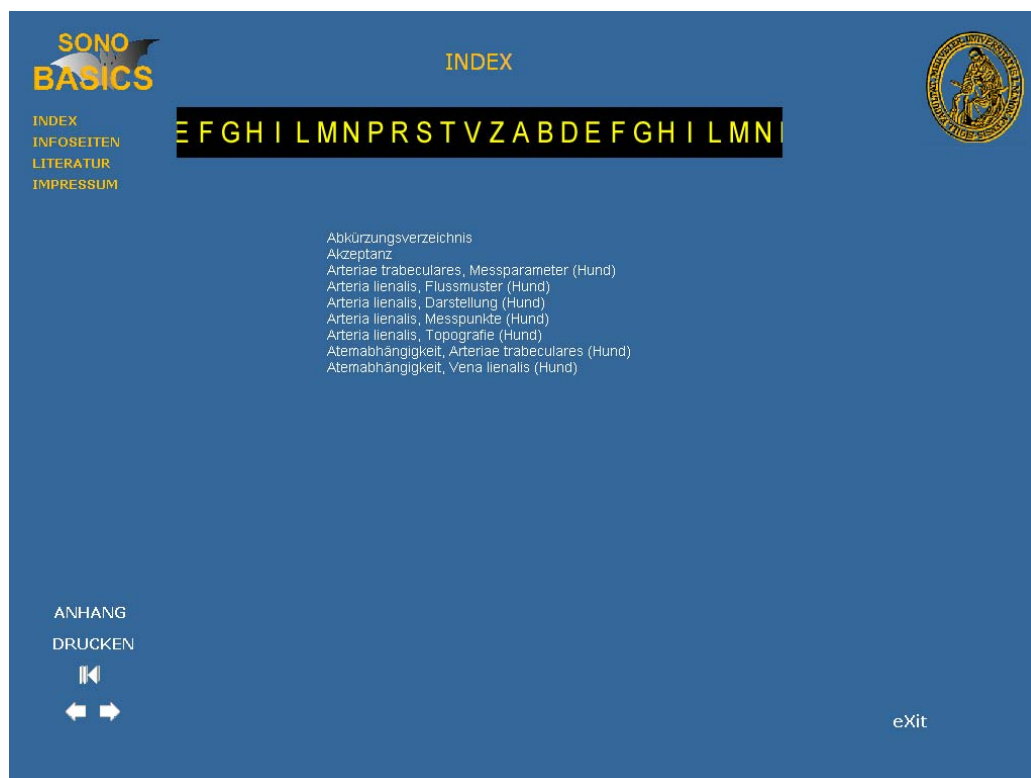 SONO
BASICS
INDEX
INDEX
INFOSEITEN
LITERATUR
IMPRESSUM
E F G H I L M N P R S T V Z A B D E F G H I L M N
Abkürzungsverzeichnis
Akzeptanz
Arteriae trabeculares, Messparameter (Hund)
Arteria lienalis, Flussmuster (Hund)
Arteria lienalis, Darstellung (Hund)
Arteria lienalis, Messpunkte (Hund)
Arteria lienalis, Topografie (Hund)
Atemabhängigkeit, Arteriae trabeculares (Hund)
Atemabhängigkeit, Vena lienalis (Hund)
ANHANG
DRUCKEN
eXit